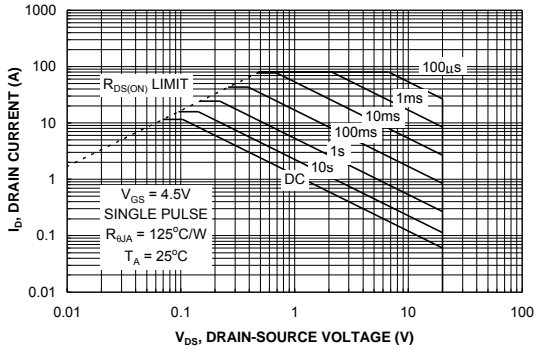 1000
100
10
1
0.1
0.01
I_D, DRAIN CURRENT (A)
R_DS(ON) LIMIT
100µs
1ms
10ms
100ms
1s
10s
DC
V_GS = 4.5V
SINGLE PULSE
R_θJA = 125°C/W
T_A = 25°C
0.01
0.1
1
10
100
V_DS, DRAIN-SOURCE VOLTAGE (V)